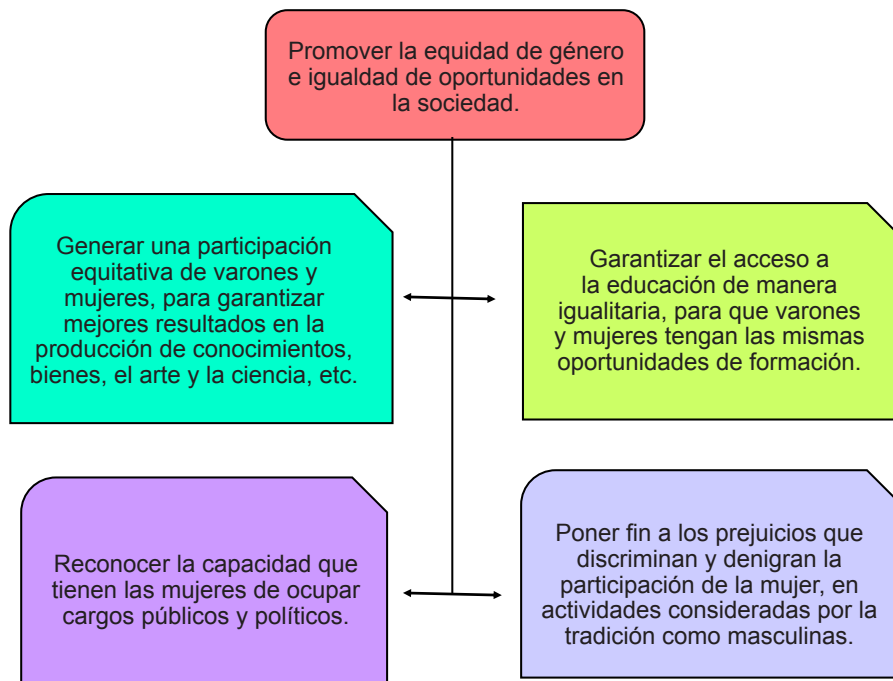 Promover la equidad de género
e igualdad de oportunidades en
la sociedad.
Generar una participación
equitativa de varones y
mujeres, para garantizar
mejores resultados en la
producción de conocimientos,
bienes, el arte y la ciencia, etc.
Garantizar el acceso a
la educación de manera
igualitaria, para que varones
y mujeres tengan las mismas
oportunidades de formación.
Reconocer la capacidad que
tienen las mujeres de ocupar
cargos públicos y políticos.
Poner fin a los prejuicios que
discriminan y denigran la
participación de la mujer, en
actividades consideradas por la
tradición como masculinas.